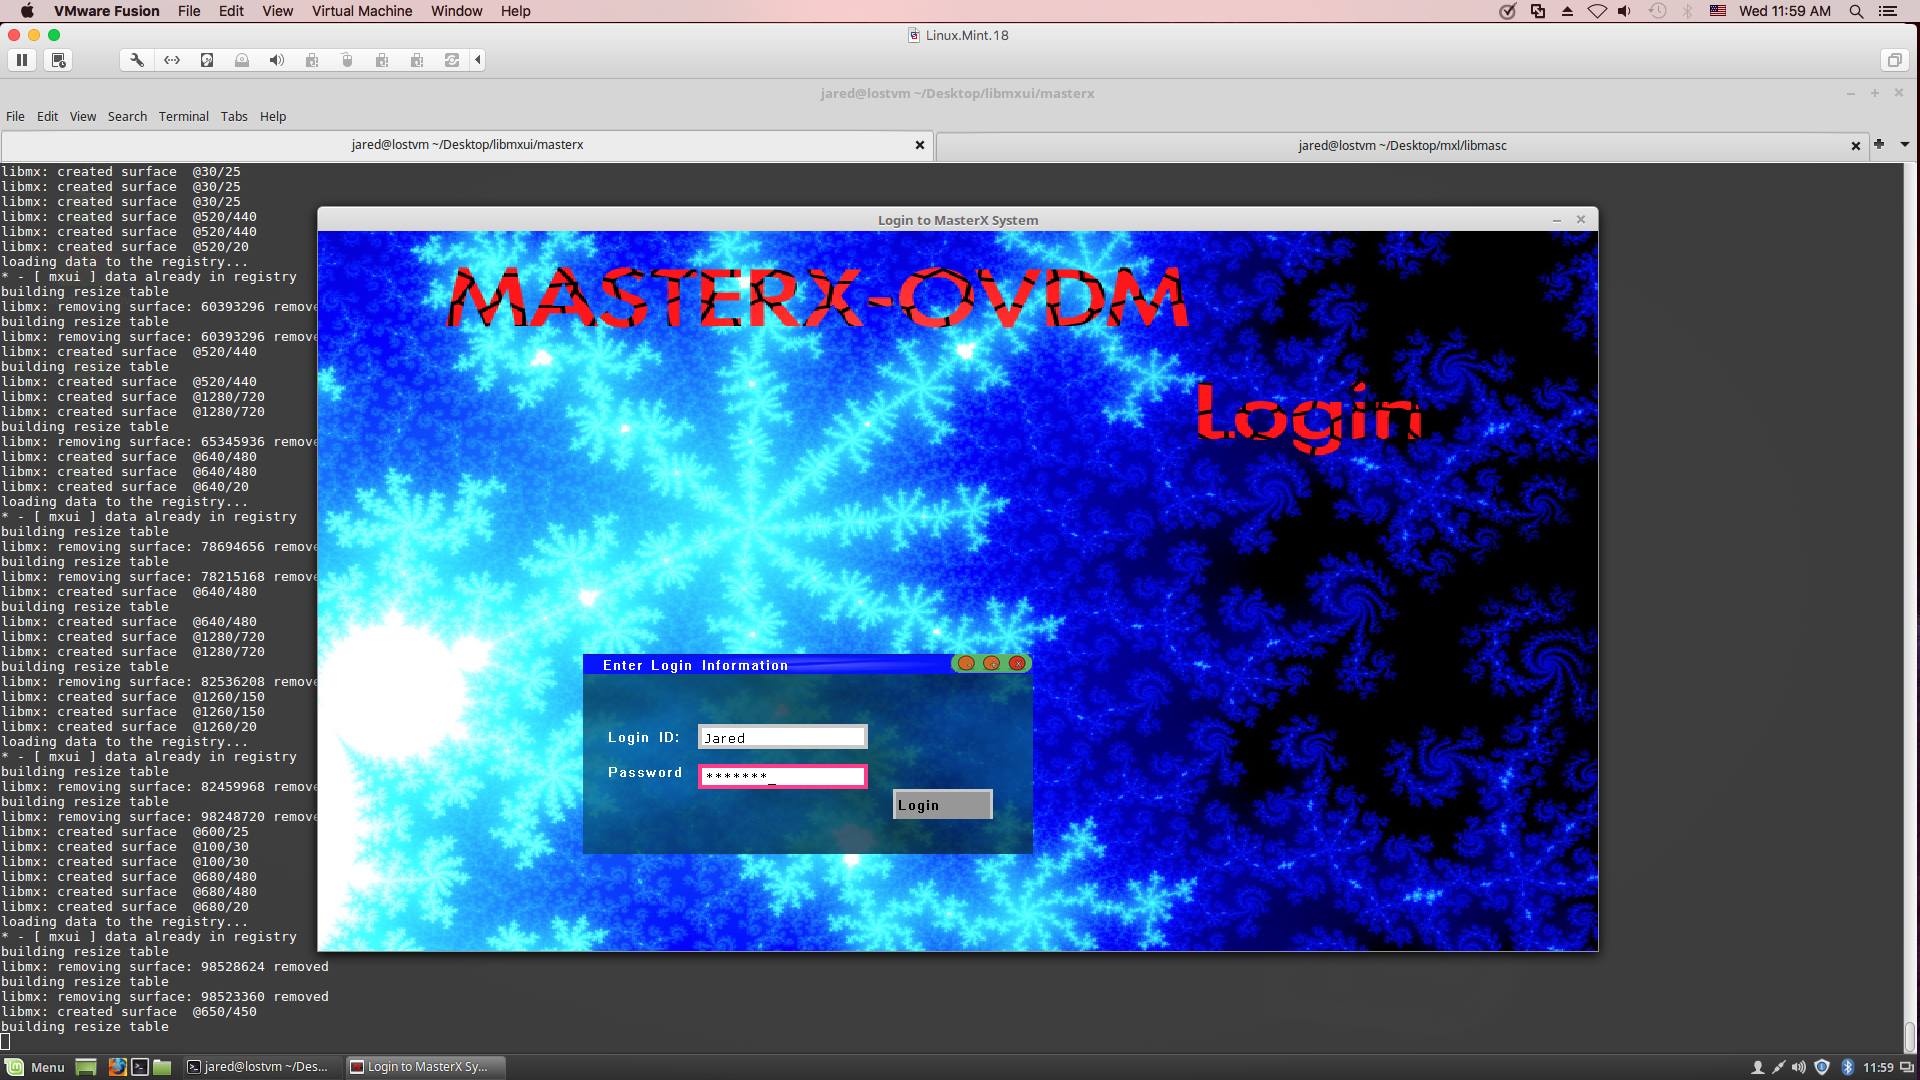 VMware Fusion File Edit View Virtual Machine Window Help Wed 11:59 AM
Linux.Mint.18
jared@lostvm ~/Desktop/libmxui/masterx
File Edit View Search Terminal Tabs Help
jared@lostvm ~/Desktop/libmxui/masterx
jared@lostvm ~/Desktop/mxl/libmasc
libmx: created surface @30/25
libmx: created surface @30/25
libmx: created surface @30/25
libmx: created surface @520/440
libmx: created surface @520/440
libmx: created surface @520/20
loading data to the registry...
* - [ mxui ] data already in registry
building resize table
libmx: removing surface: 60393296 remove
building resize table
libmx: removing surface: 60393296 remove
libmx: created surface @520/440
building resize table
libmx: created surface @520/440
libmx: created surface @1280/720
libmx: created surface @1280/720
building resize table
libmx: removing surface: 65345936 remove
libmx: created surface @640/480
libmx: created surface @640/480
libmx: created surface @640/20
loading data to the registry...
* - [ mxui ] data already in registry
building resize table
libmx: removing surface: 78694656 remove
building resize table
libmx: removing surface: 78215168 remove
libmx: created surface @640/480
building resize table
libmx: created surface @640/480
libmx: created surface @1280/720
libmx: created surface @1280/720
building resize table
libmx: removing surface: 82536208 remove
libmx: created surface @1260/150
libmx: created surface @1260/150
libmx: created surface @1260/20
loading data to the registry...
* - [ mxui ] data already in registry
building resize table
libmx: removing surface: 82459968 remove
building resize table
libmx: removing surface: 98248720 remove
libmx: created surface @600/25
libmx: created surface @100/30
libmx: created surface @100/30
libmx: created surface @680/480
libmx: created surface @680/480
libmx: created surface @680/20
loading data to the registry...
* - [ mxui ] data already in registry
building resize table
libmx: removing surface: 98528624 removed
building resize table
libmx: removing surface: 98523360 removed
libmx: created surface @650/450
building resize table
Login to MasterX System
MASTERX-OVDM
Login
Enter Login Information
Login ID: Jared
Password *******_
Login
Menu jared@lostvm ~/Des... Login to MasterX Sy... 11:59